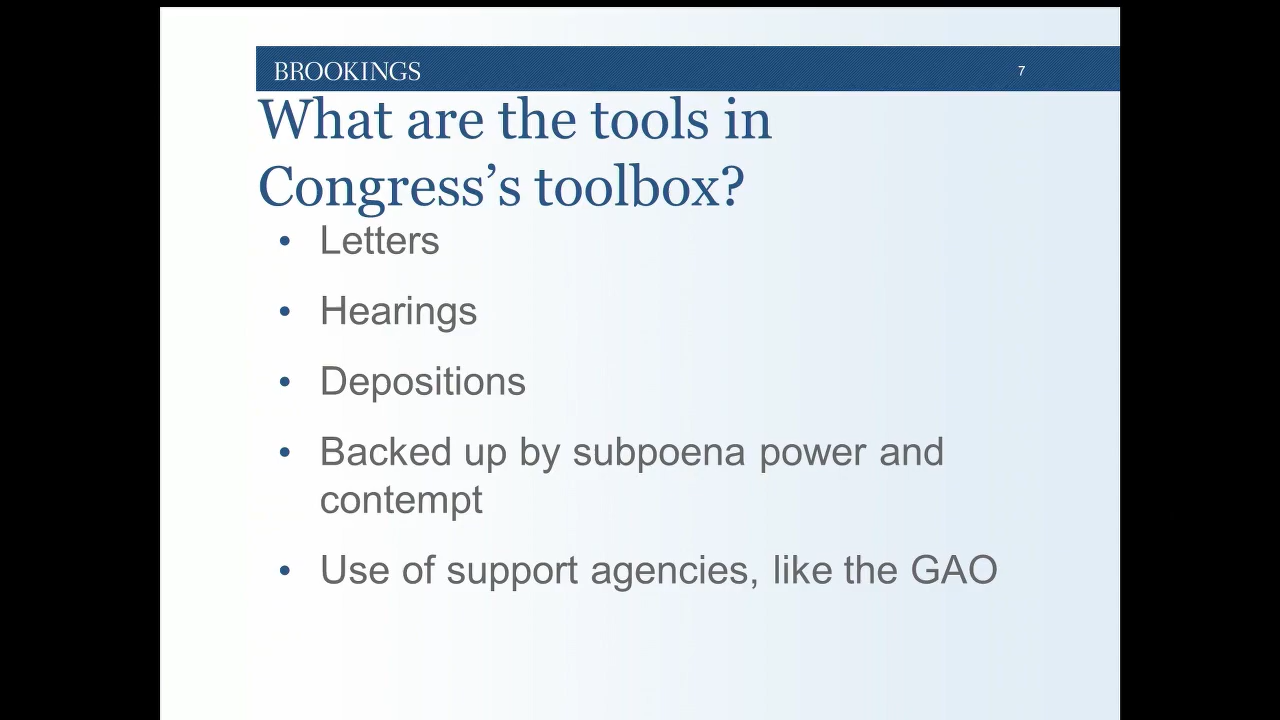 BROOKINGS 7
What are the tools in
Congress’s toolbox?
• Letters
• Hearings
• Depositions
• Backed up by subpoena power and
contempt
• Use of support agencies, like the GAO